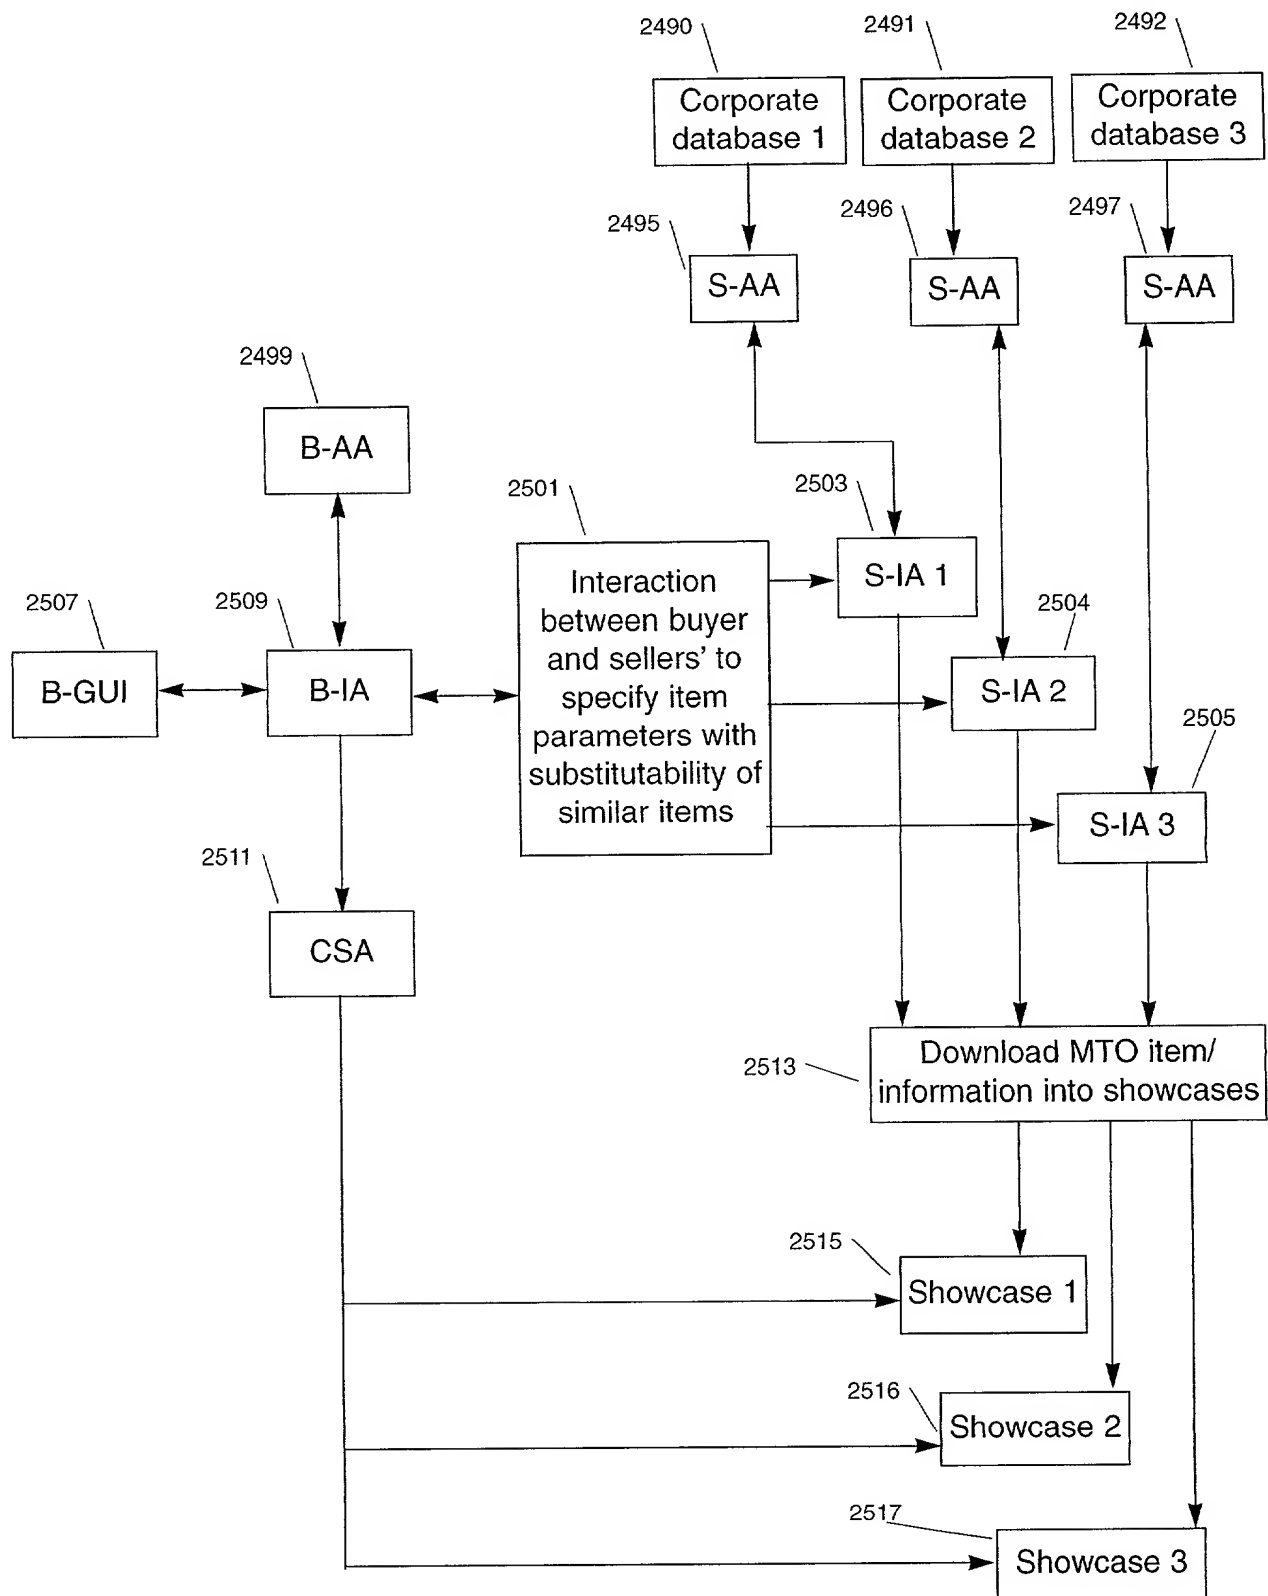 2490
2491
2492
Corporate
database 1
Corporate
database 2
Corporate
database 3
2495
2496
2497
S-AA
S-AA
S-AA
2499
B-AA
2501
2503
Interaction
between buyer
and sellers' to
specify item
parameters with
substitutability of
similar items
S-IA 1
2507
2509
2504
B-GUI
B-IA
S-IA 2
2505
S-IA 3
2511
CSA
2513
Download MTO item/
information into showcases
2515
Showcase 1
2516
Showcase 2
2517
Showcase 3